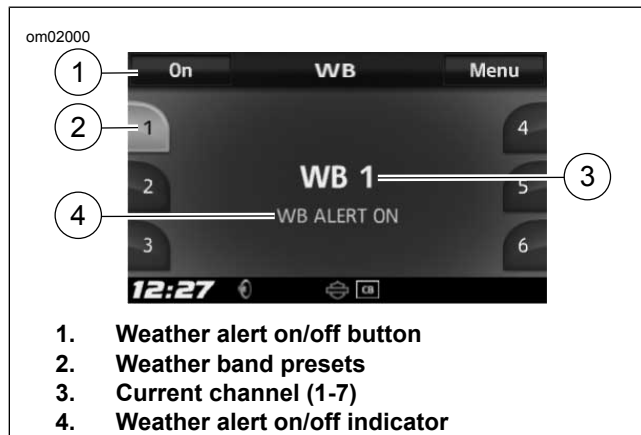 om02000
1
On WB Menu
2
1
4
WB 1
3
2
5
4
WB ALERT ON
3
6
12:27 CB
1. Weather alert on/off button
2. Weather band presets
3. Current channel (1-7)
4. Weather alert on/off indicator